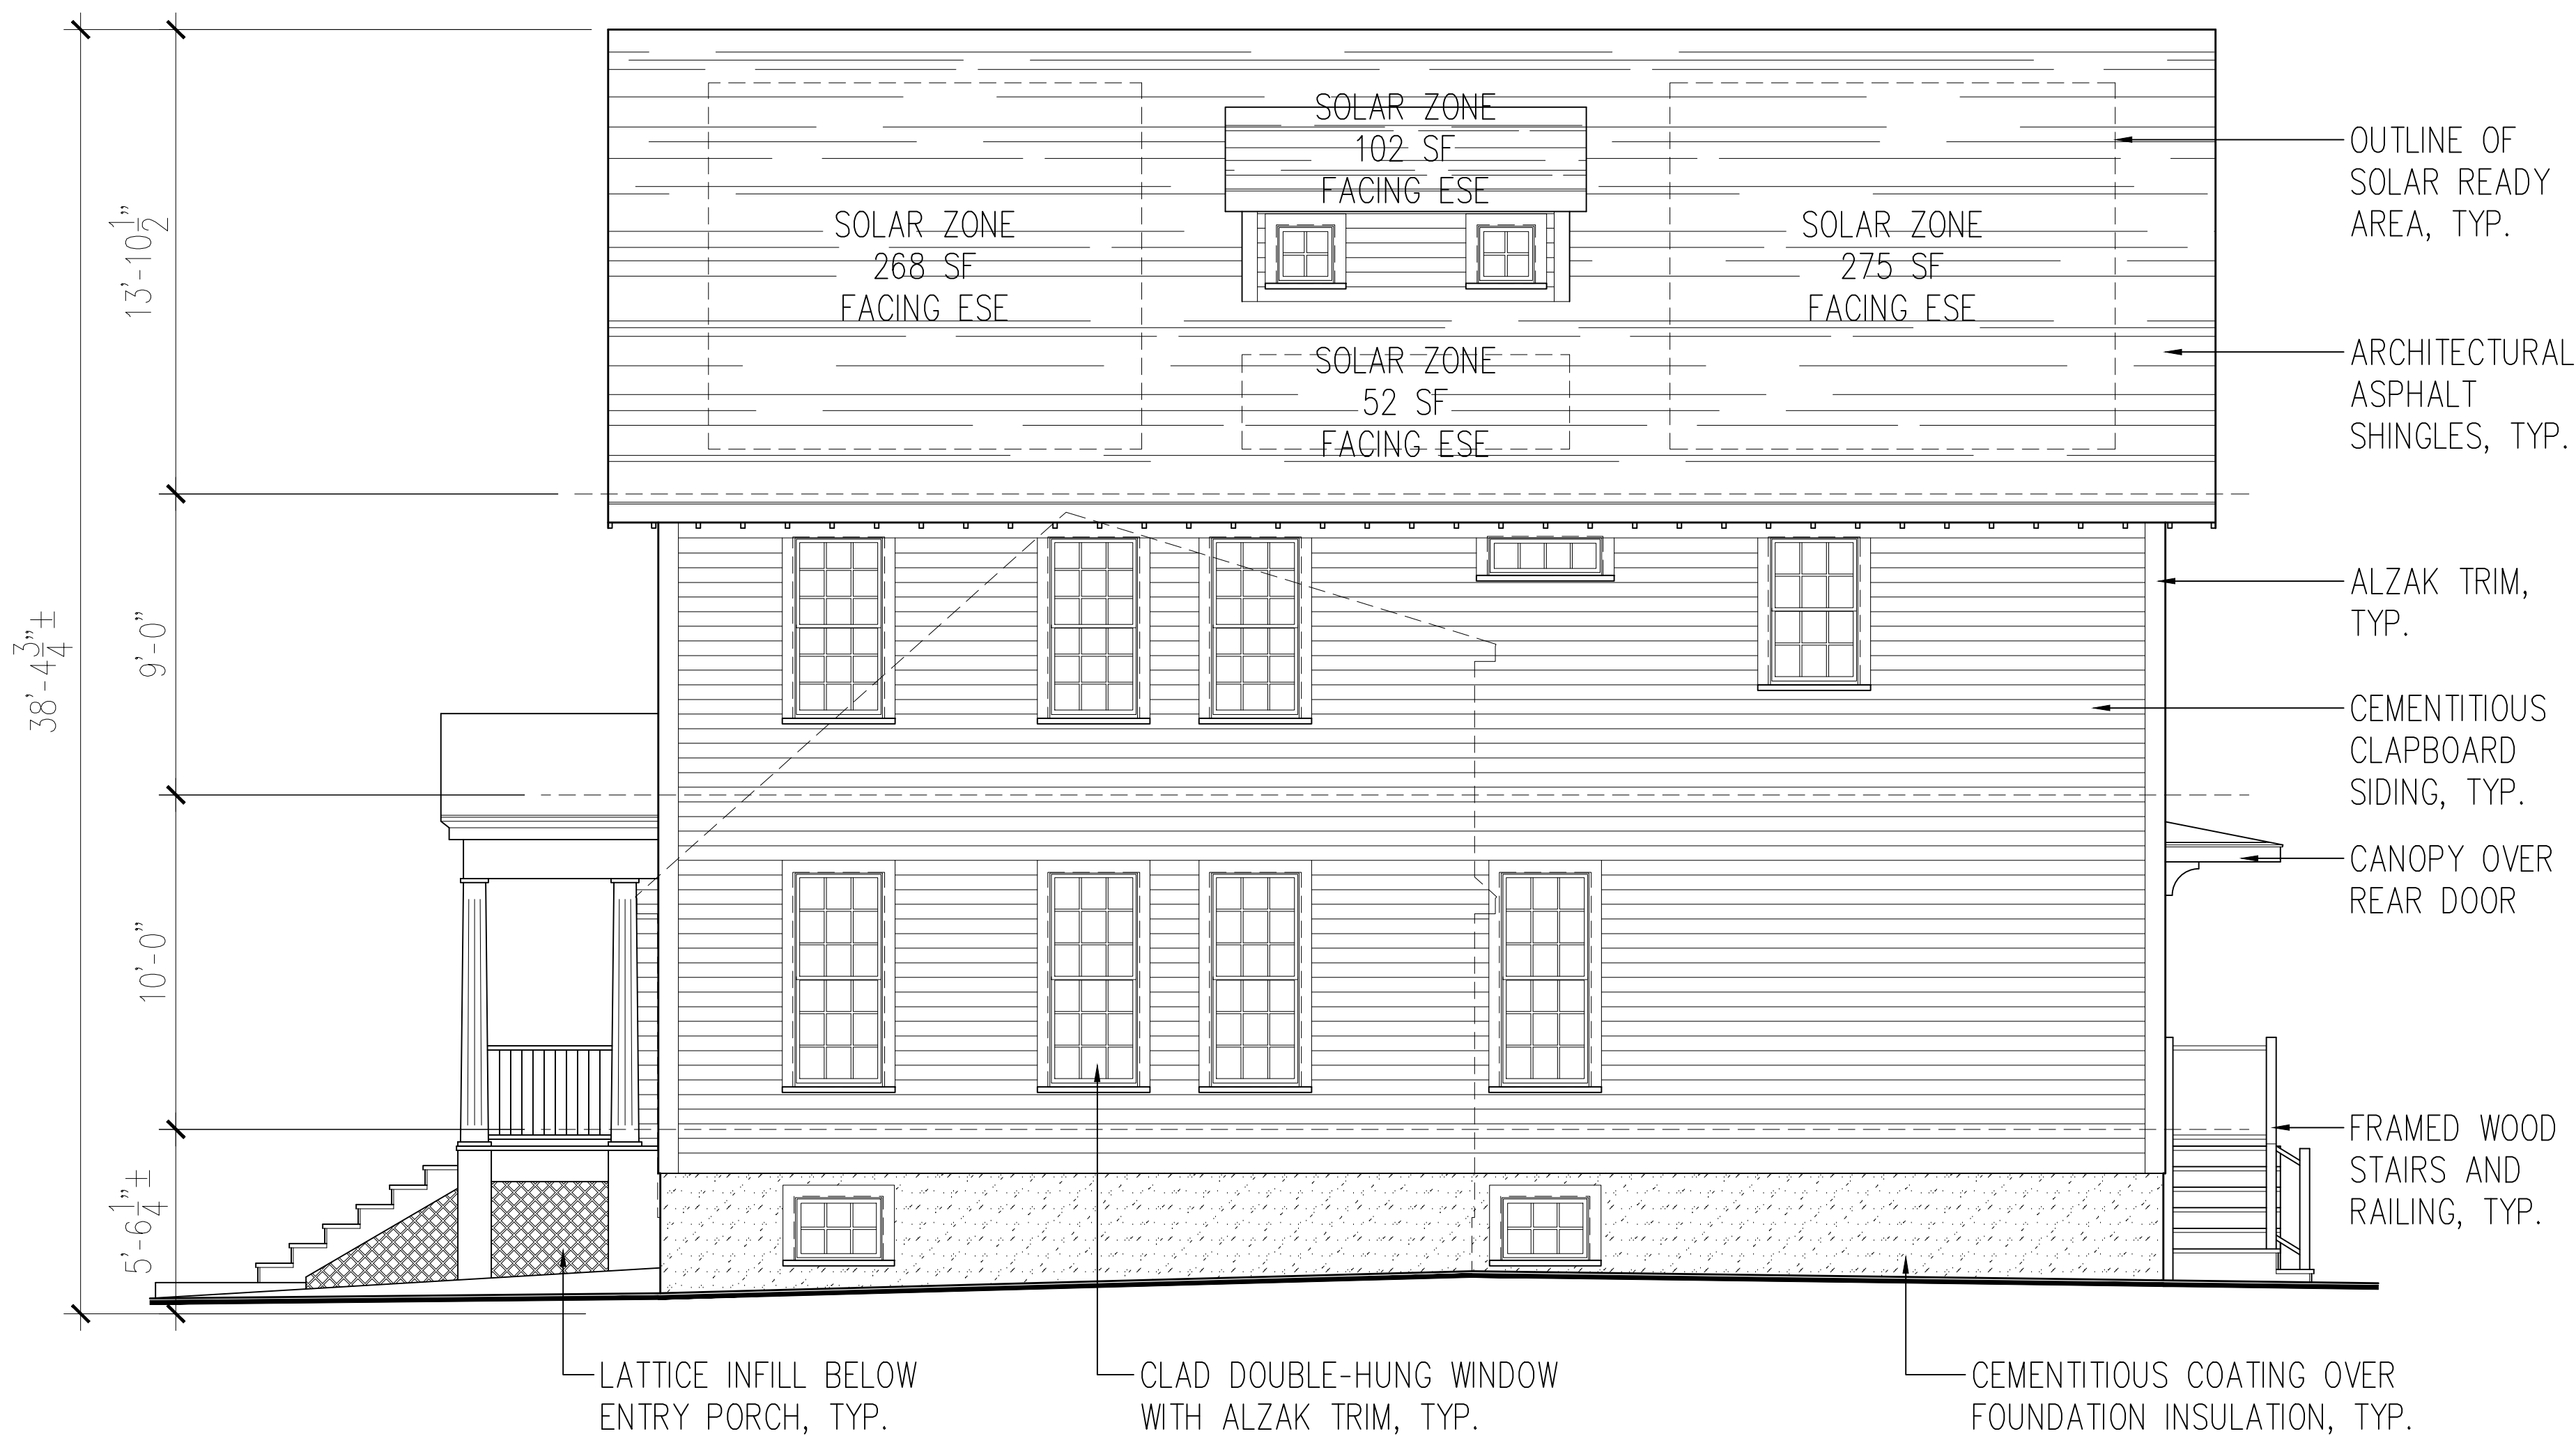 SOLAR ZONE
102 SF
FACING ESE
SOLAR ZONE
268 SF
FACING ESE
SOLAR ZONE
275 SF
FACING ESE
SOLAR ZONE
52 SF
FACING ESE
13'-10 1/2"
9'-0"
38'-4 3/4"±
10'-0"
5'-6 1/4"±
OUTLINE OF
SOLAR READY
AREA, TYP.
ARCHITECTURAL
ASPHALT
SHINGLES, TYP.
ALZAK TRIM,
TYP.
CEMENTITIOUS
CLAPBOARD
SIDING, TYP.
CANOPY OVER
REAR DOOR
FRAMED WOOD
STAIRS AND
RAILING, TYP.
LATTICE INFILL BELOW
ENTRY PORCH, TYP.
CLAD DOUBLE-HUNG WINDOW
WITH ALZAK TRIM, TYP.
CEMENTITIOUS COATING OVER
FOUNDATION INSULATION, TYP.